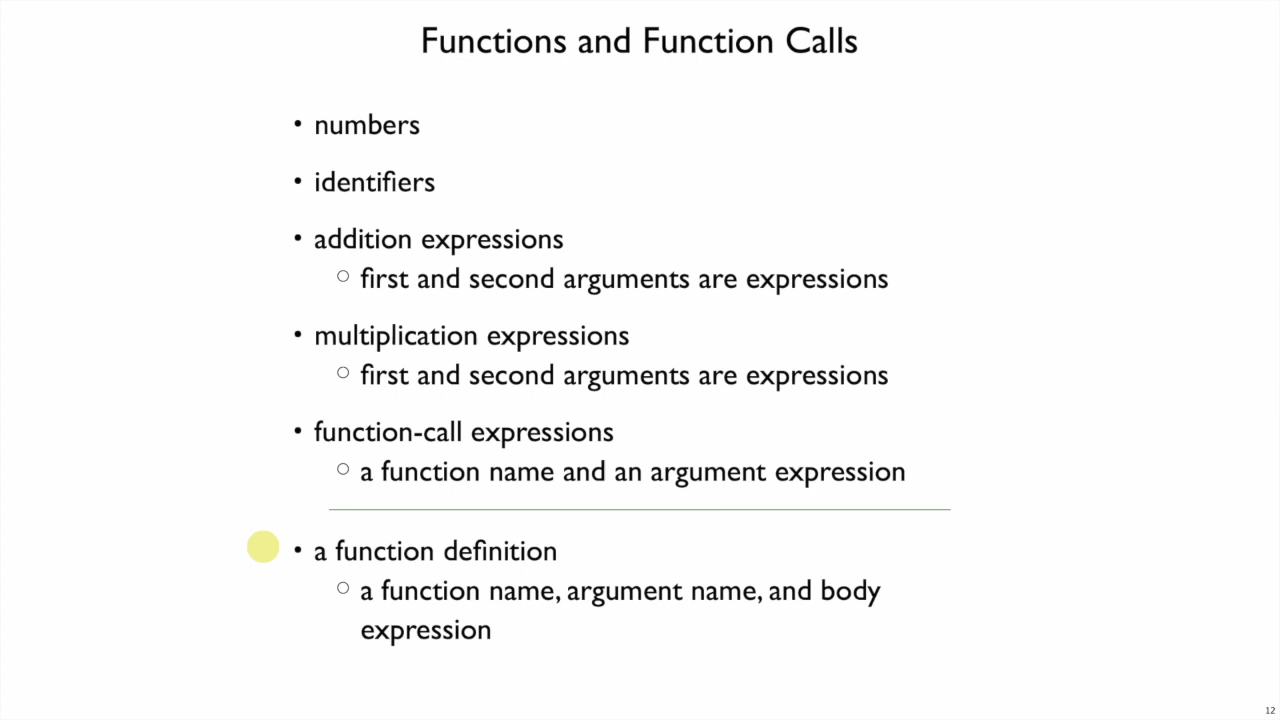 Functions and Function Calls
• numbers
• identifiers
• addition expressions
○ first and second arguments are expressions
• multiplication expressions
○ first and second arguments are expressions
• function-call expressions
○ a function name and an argument expression
• a function definition
○ a function name, argument name, and body
expression
12